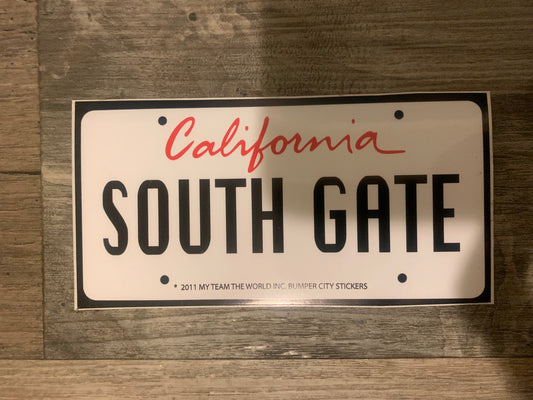 California
SOUTH GATE
* 2011 MY TEAM THE WORLD INC. BUMPER CITY STICKERS